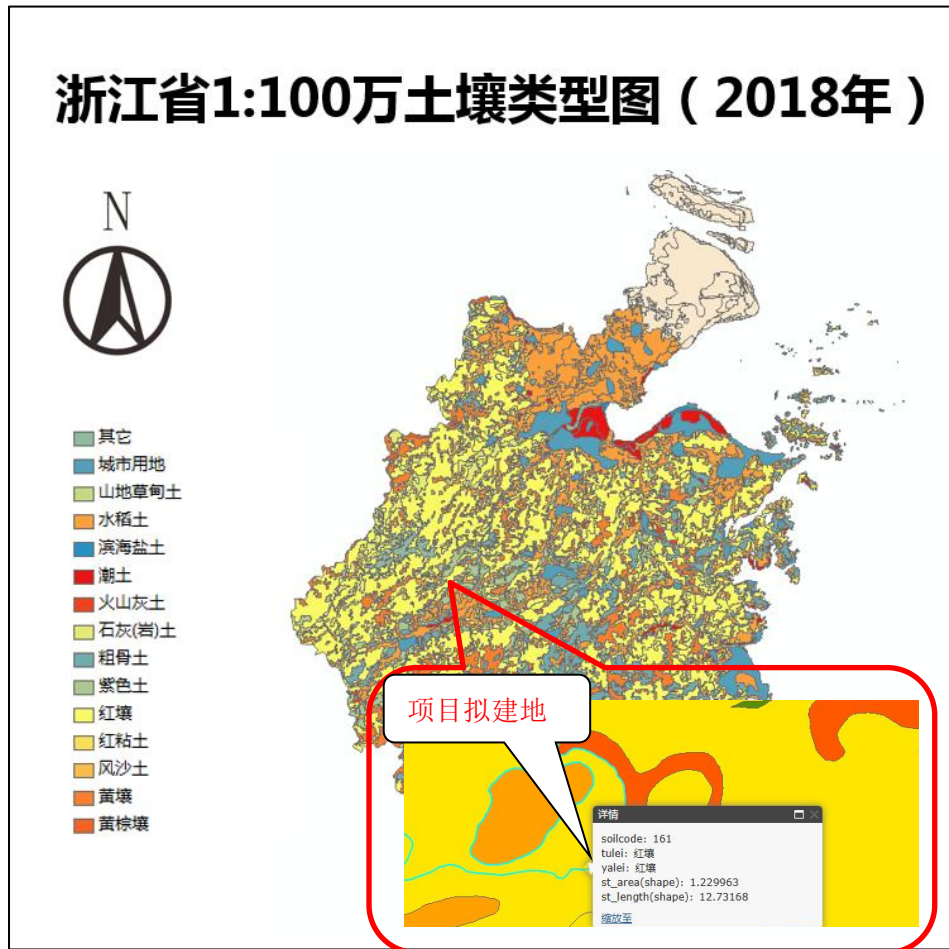 浙江省1:100万土壤类型图（2018年）
N
其它
城市用地
山地草甸土
水稻土
滨海盐土
潮土
火山灰土
石灰(岩)土
粗骨土
紫色土
红壤
红粘土
风沙土
黄壤
黄棕壤
项目拟建地
详情
soilcode: 161
tulei: 红壤
yalei: 红壤
st_area(shape): 1.229963
st_length(shape): 12.73168
缩放至